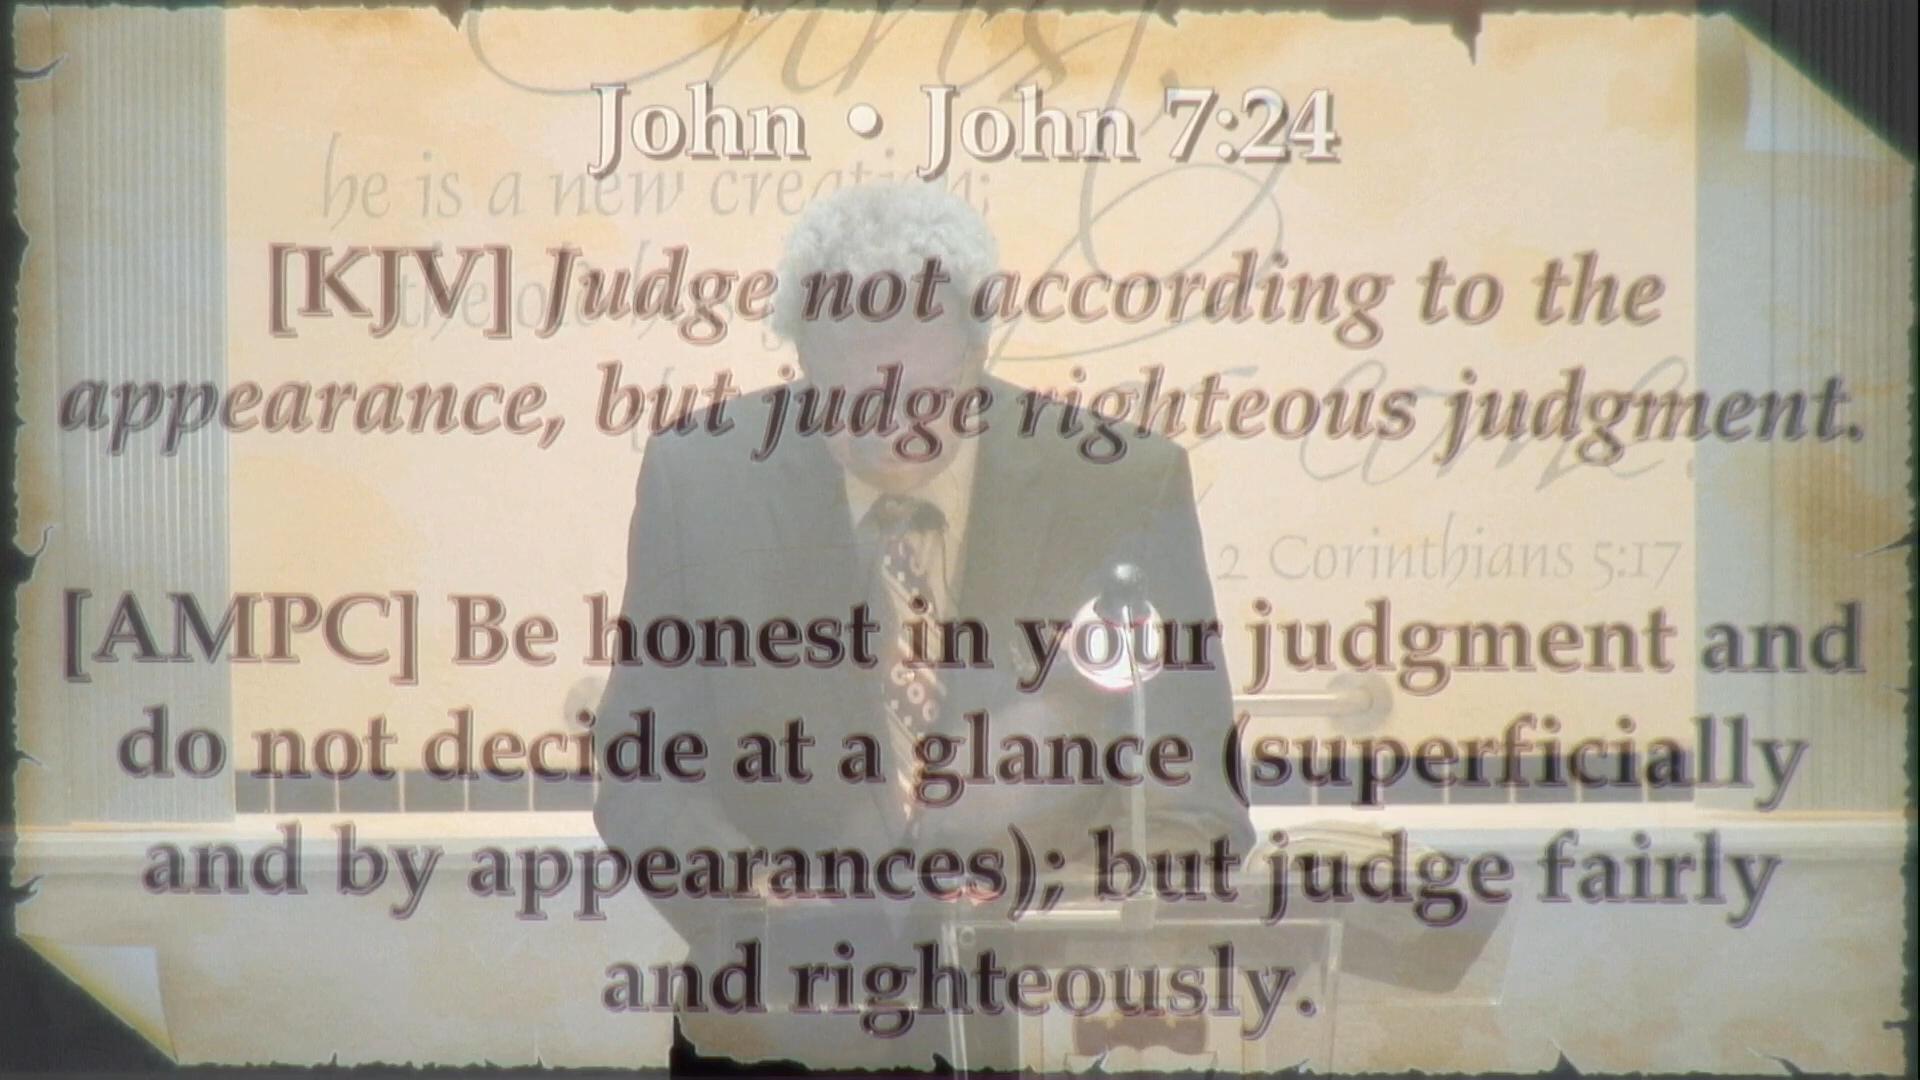 Christ,
John • John 7:24
he is a new creation;
[KJV] Judge not according to the
appearance, but judge righteous judgment.
come!
2 Corinthians 5:17
[AMPC] Be honest in your judgment and
do not decide at a glance (superficially
and by appearances); but judge fairly
and righteously.